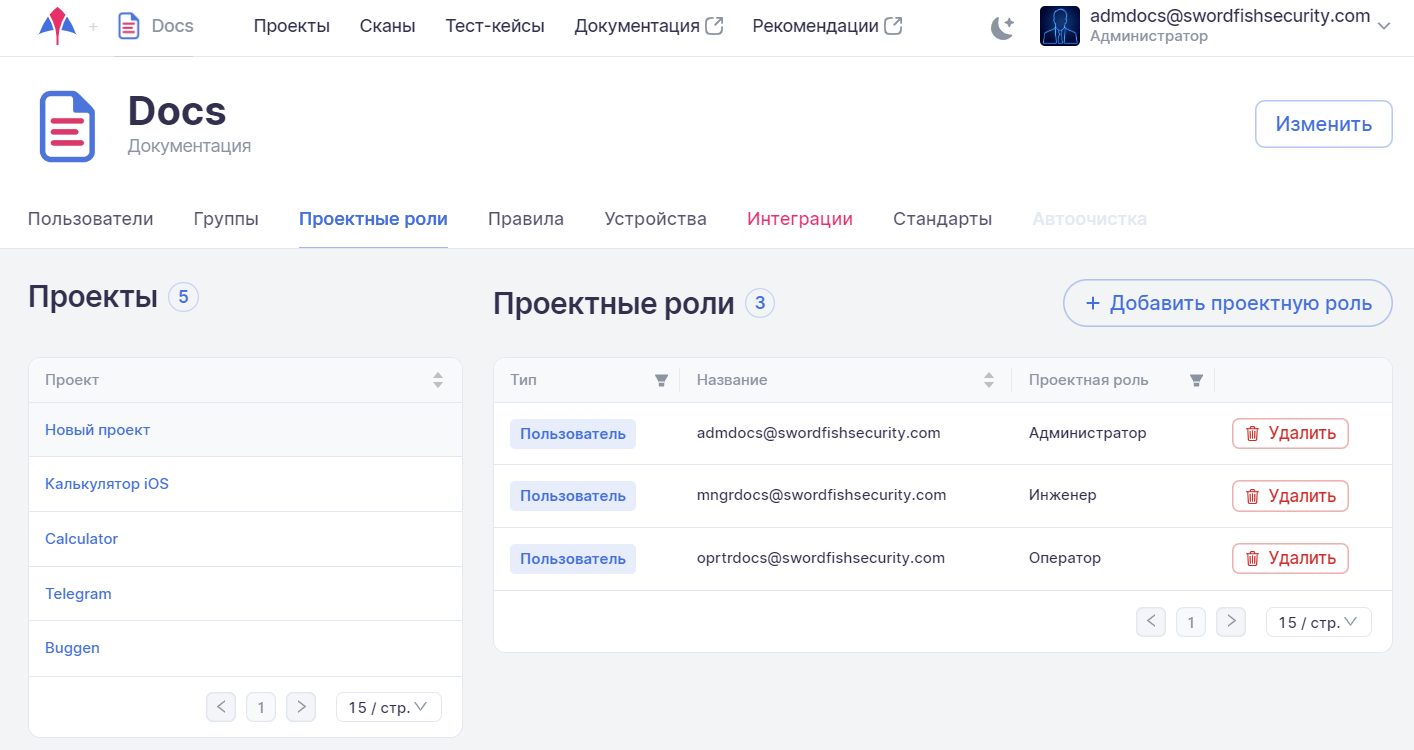 + Docs Проекты Сканы Тест-кейсы Документация Рекомендации admdocs@swordfishsecurity.com
Администратор
Docs
Документация
Изменить
Пользователи Группы Проектные роли Правила Устройства Интеграции Стандарты Автоочистка
Проекты 5
Проектные роли 3
+ Добавить проектную роль
Проект
Новый проект
Калькулятор iOS
Calculator
Telegram
Buggen
< 1 > 15 / стр.
Тип Название Проектная роль
Пользователь admdocs@swordfishsecurity.com Администратор Удалить
Пользователь mngrdocs@swordfishsecurity.com Инженер Удалить
Пользователь oprtrdocs@swordfishsecurity.com Оператор Удалить
< 1 > 15 / стр.